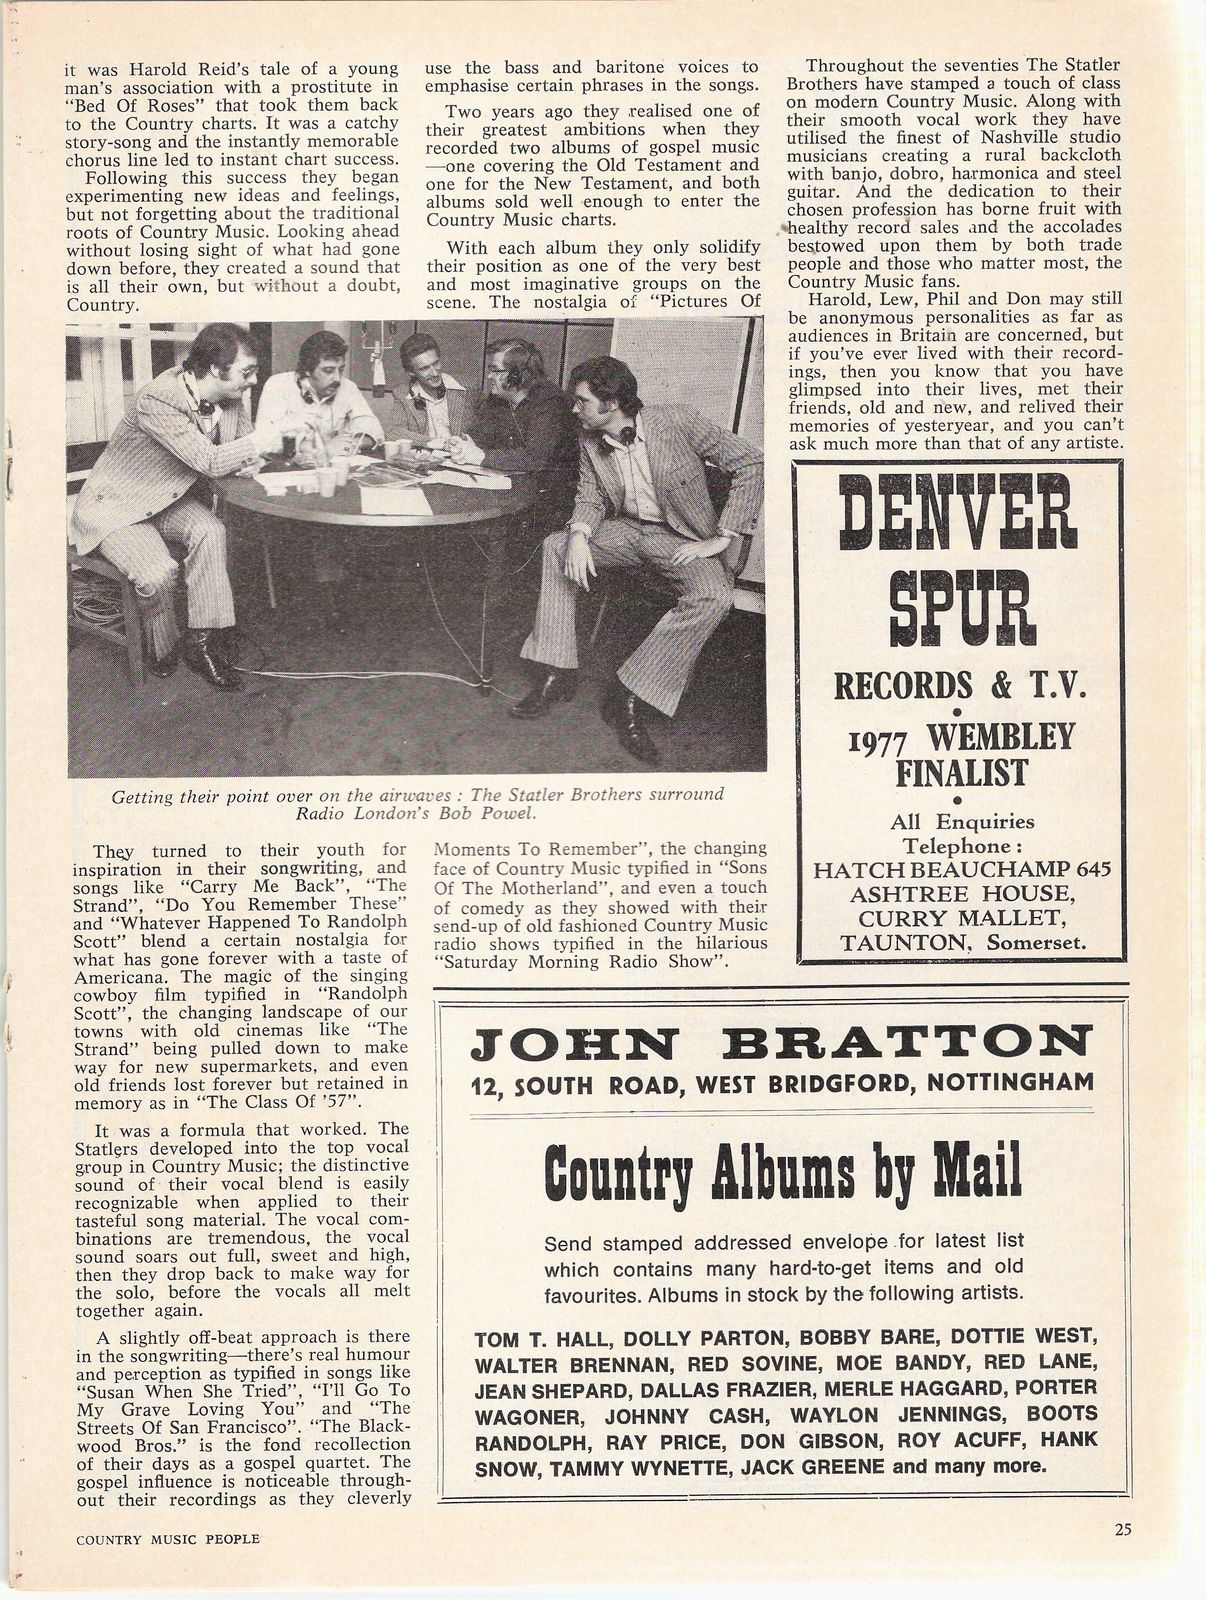 it was Harold Reid's tale of a young
man's association with a prostitute in
"Bed Of Roses" that took them back
to the Country charts. It was a catchy
story-song and the instantly memorable
chorus line led to instant chart success.
Following this success they began
experimenting new ideas and feelings,
but not forgetting about the traditional
roots of Country Music. Looking ahead
without losing sight of what had gone
down before, they created a sound that
is all their own, but without a doubt,
Country.
use the bass and baritone voices to
emphasise certain phrases in the songs.
Two years ago they realised one of
their greatest ambitions when they
recorded two albums of gospel music
—one covering the Old Testament and
one for the New Testament, and both
albums sold well enough to enter the
Country Music charts.
With each album they only solidify
their position as one of the very best
and most imaginative groups on the
scene. The nostalgia of "Pictures Of
Getting their point over on the airwaves : The Statler Brothers surround
Radio London's Bob Powel.
They turned to their youth for
inspiration in their songwriting, and
songs like "Carry Me Back", "The
Strand", "Do You Remember These"
and "Whatever Happened To Randolph
Scott" blend a certain nostalgia for
what has gone forever with a taste of
Americana. The magic of the singing
cowboy film typified in "Randolph
Scott", the changing landscape of our
towns with old cinemas like "The
Strand" being pulled down to make
way for new supermarkets, and even
old friends lost forever but retained in
memory as in "The Class Of '57".
It was a formula that worked. The
Statlers developed into the top vocal
group in Country Music; the distinctive
sound of their vocal blend is easily
recognizable when applied to their
tasteful song material. The vocal com-
binations are tremendous, the vocal
sound soars out full, sweet and high,
then they drop back to make way for
the solo, before the vocals all melt
together again.
A slightly off-beat approach is there
in the songwriting—there's real humour
and perception as typified in songs like
"Susan When She Tried", "I'll Go To
My Grave Loving You" and "The
Streets Of San Francisco". "The Black-
wood Bros." is the fond recollection
of their days as a gospel quartet. The
gospel influence is noticeable through-
out their recordings as they cleverly
Moments To Remember", the changing
face of Country Music typified in "Sons
Of The Motherland", and even a touch
of comedy as they showed with their
send-up of old fashioned Country Music
radio shows typified in the hilarious
"Saturday Morning Radio Show".
Throughout the seventies The Statler
Brothers have stamped a touch of class
on modern Country Music. Along with
their smooth vocal work they have
utilised the finest of Nashville studio
musicians creating a rural backcloth
with banjo, dobro, harmonica and steel
guitar. And the dedication to their
chosen profession has borne fruit with
healthy record sales and the accolades
bestowed upon them by both trade
people and those who matter most, the
Country Music fans.
Harold, Lew, Phil and Don may still
be anonymous personalities as far as
audiences in Britain are concerned, but
if you've ever lived with their record-
ings, then you know that you have
glimpsed into their lives, met their
friends, old and new, and relived their
memories of yesteryear, and you can't
ask much more than that of any artiste.
DENVER
SPUR
RECORDS & T.V.
•
1977 WEMBLEY
FINALIST
•
All Enquiries
Telephone :
HATCH BEAUCHAMP 645
ASHTREE HOUSE,
CURRY MALLET,
TAUNTON, Somerset.
JOHN BRATTON
12, SOUTH ROAD, WEST BRIDGFORD, NOTTINGHAM
Country Albums by Mail
Send stamped addressed envelope for latest list
which contains many hard-to-get items and old
favourites. Albums in stock by the following artists.
TOM T. HALL, DOLLY PARTON, BOBBY BARE, DOTTIE WEST,
WALTER BRENNAN, RED SOVINE, MOE BANDY, RED LANE,
JEAN SHEPARD, DALLAS FRAZIER, MERLE HAGGARD, PORTER
WAGONER, JOHNNY CASH, WAYLON JENNINGS, BOOTS
RANDOLPH, RAY PRICE, DON GIBSON, ROY ACUFF, HANK
SNOW, TAMMY WYNETTE, JACK GREENE and many more.
COUNTRY MUSIC PEOPLE
25